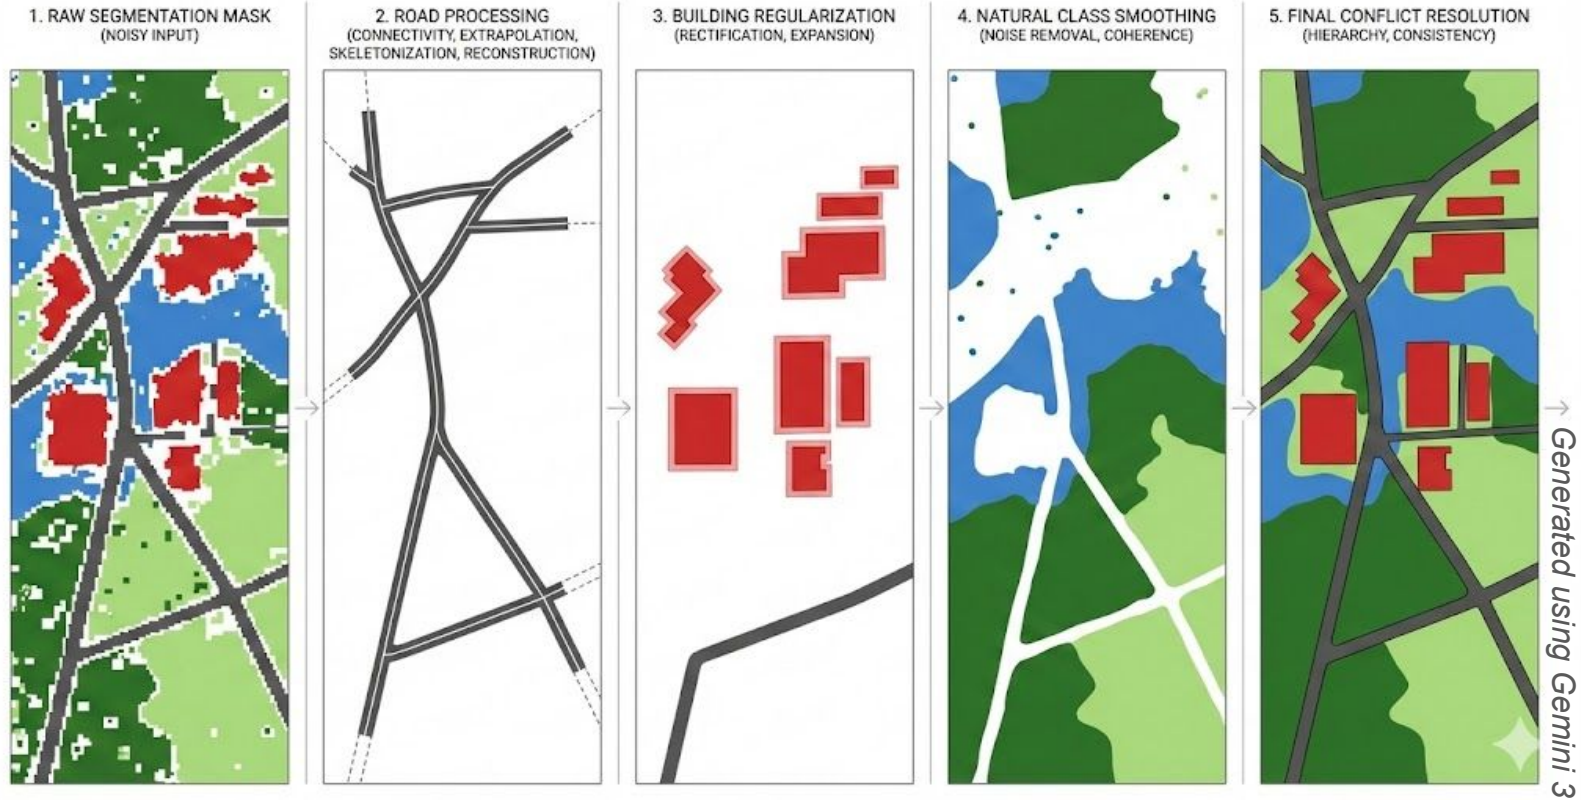 1. RAW SEGMENTATION MASK
(NOISY INPUT)
2. ROAD PROCESSING
(CONNECTIVITY, EXTRAPOLATION,
SKELETONIZATION, RECONSTRUCTION)
3. BUILDING REGULARIZATION
(RECTIFICATION, EXPANSION)
4. NATURAL CLASS SMOOTHING
(NOISE REMOVAL, COHERENCE)
5. FINAL CONFLICT RESOLUTION
(HIERARCHY, CONSISTENCY)
Generated using Gemini 3